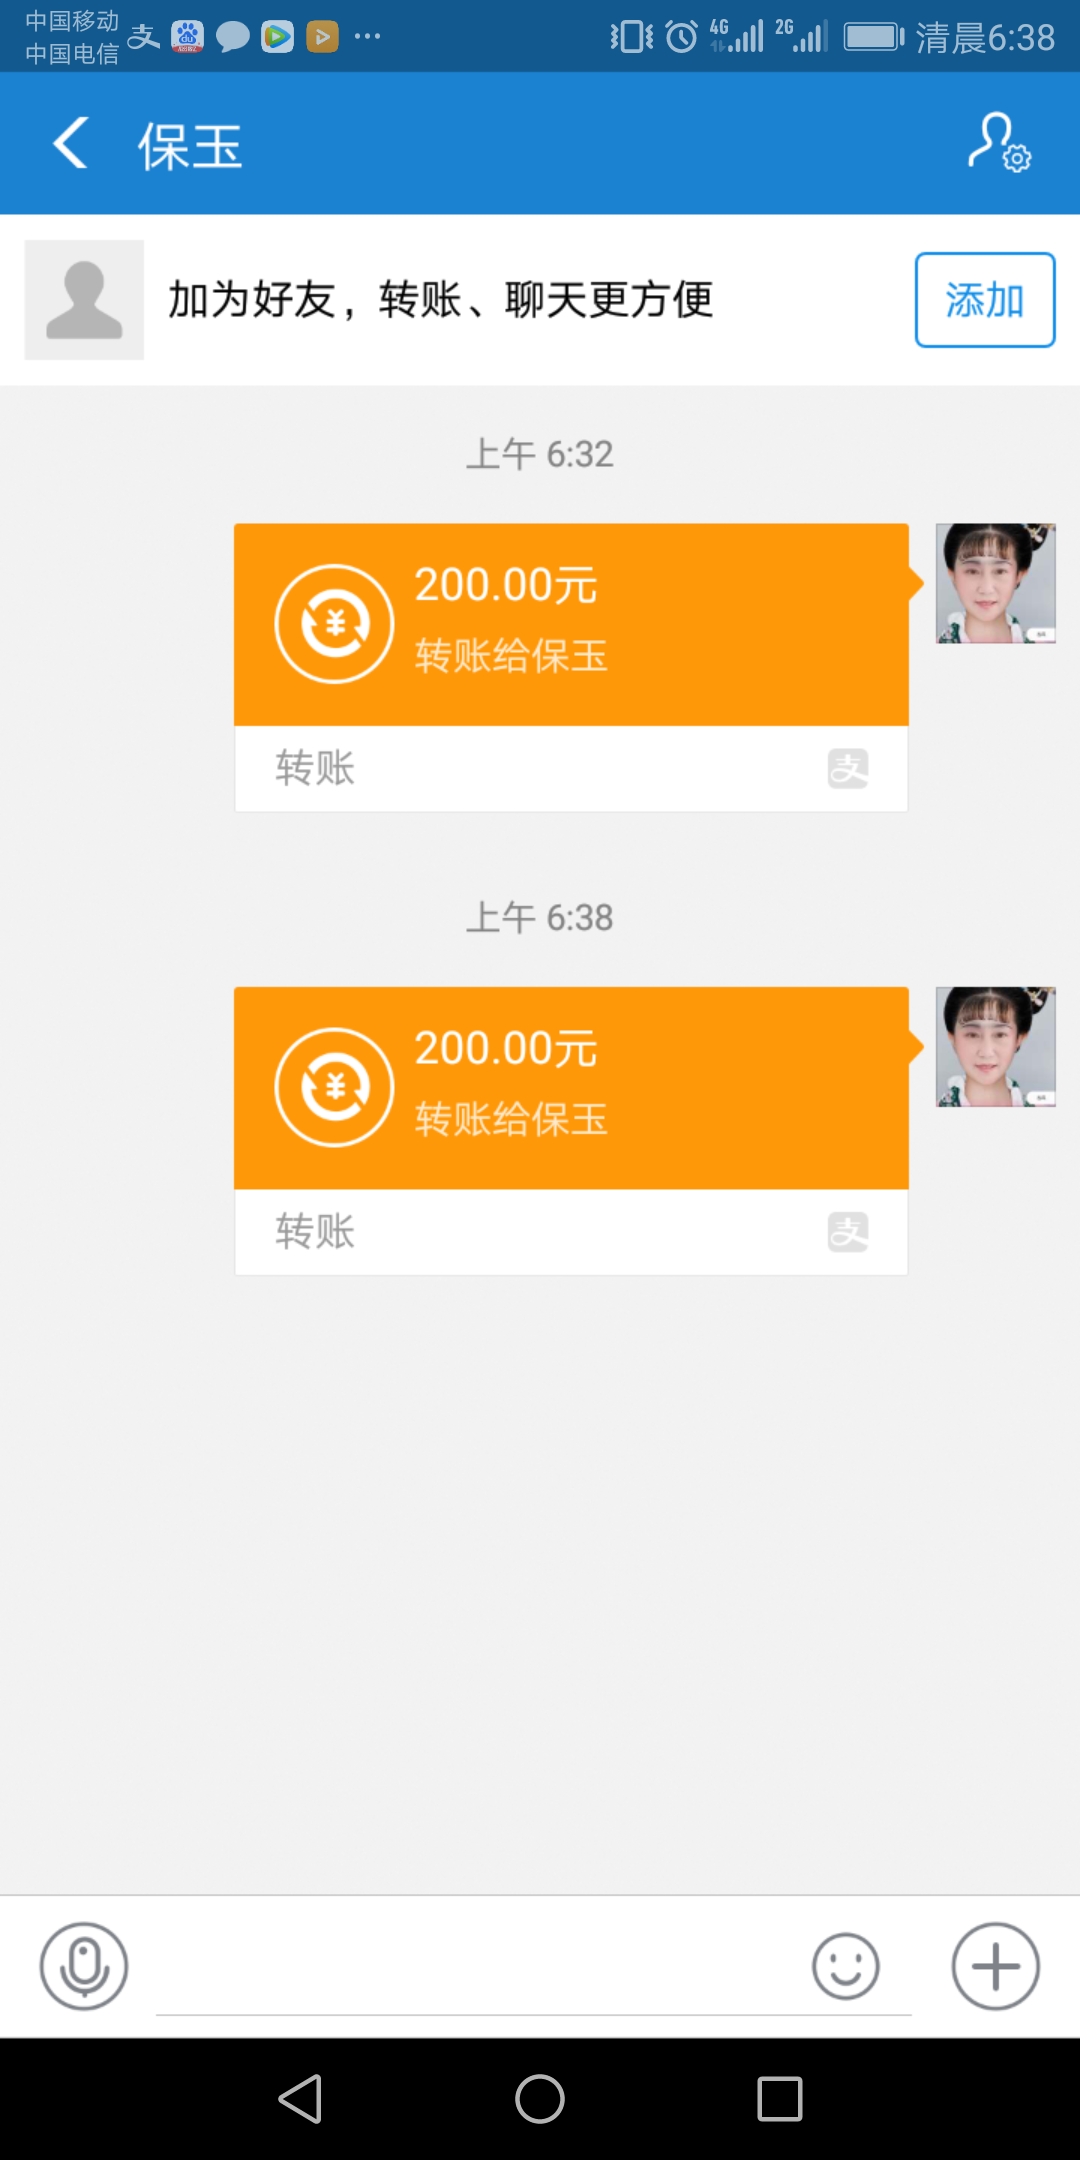 中国移动
中国电信
4G
2G
清晨6:38
保玉
加为好友，转账、聊天更方便
添加
上午 6:32
200.00元
转账给保玉
转账
支
上午 6:38
200.00元
转账给保玉
转账
支